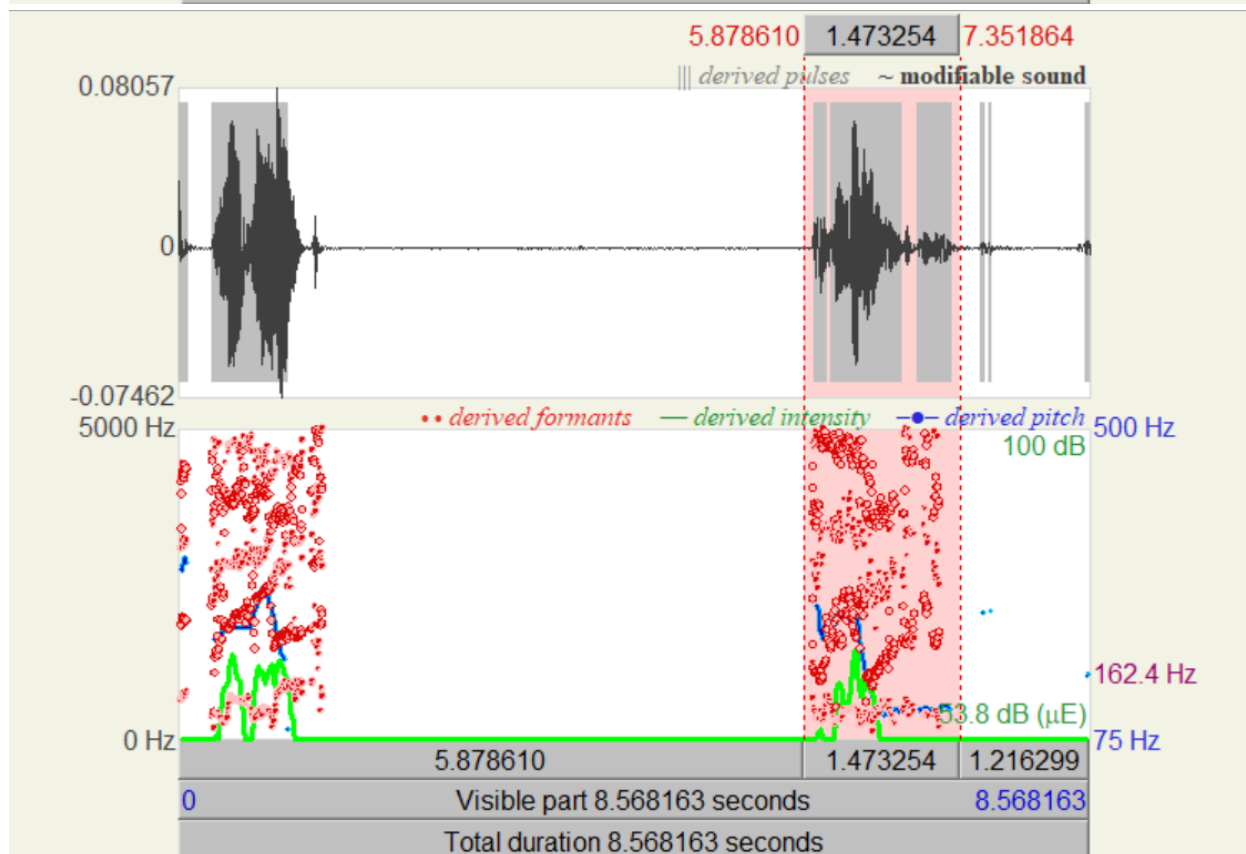 5.878610 1.473254 7.351864
||| derived pulses ~ modifiable sound
0.08057
0
-0.07462
•• derived formants — derived intensity –●– derived pitch
5000 Hz 500 Hz
100 dB
162.4 Hz
53.8 dB (µE)
0 Hz 75 Hz
5.878610 1.473254 1.216299
0 Visible part 8.568163 seconds 8.568163
Total duration 8.568163 seconds